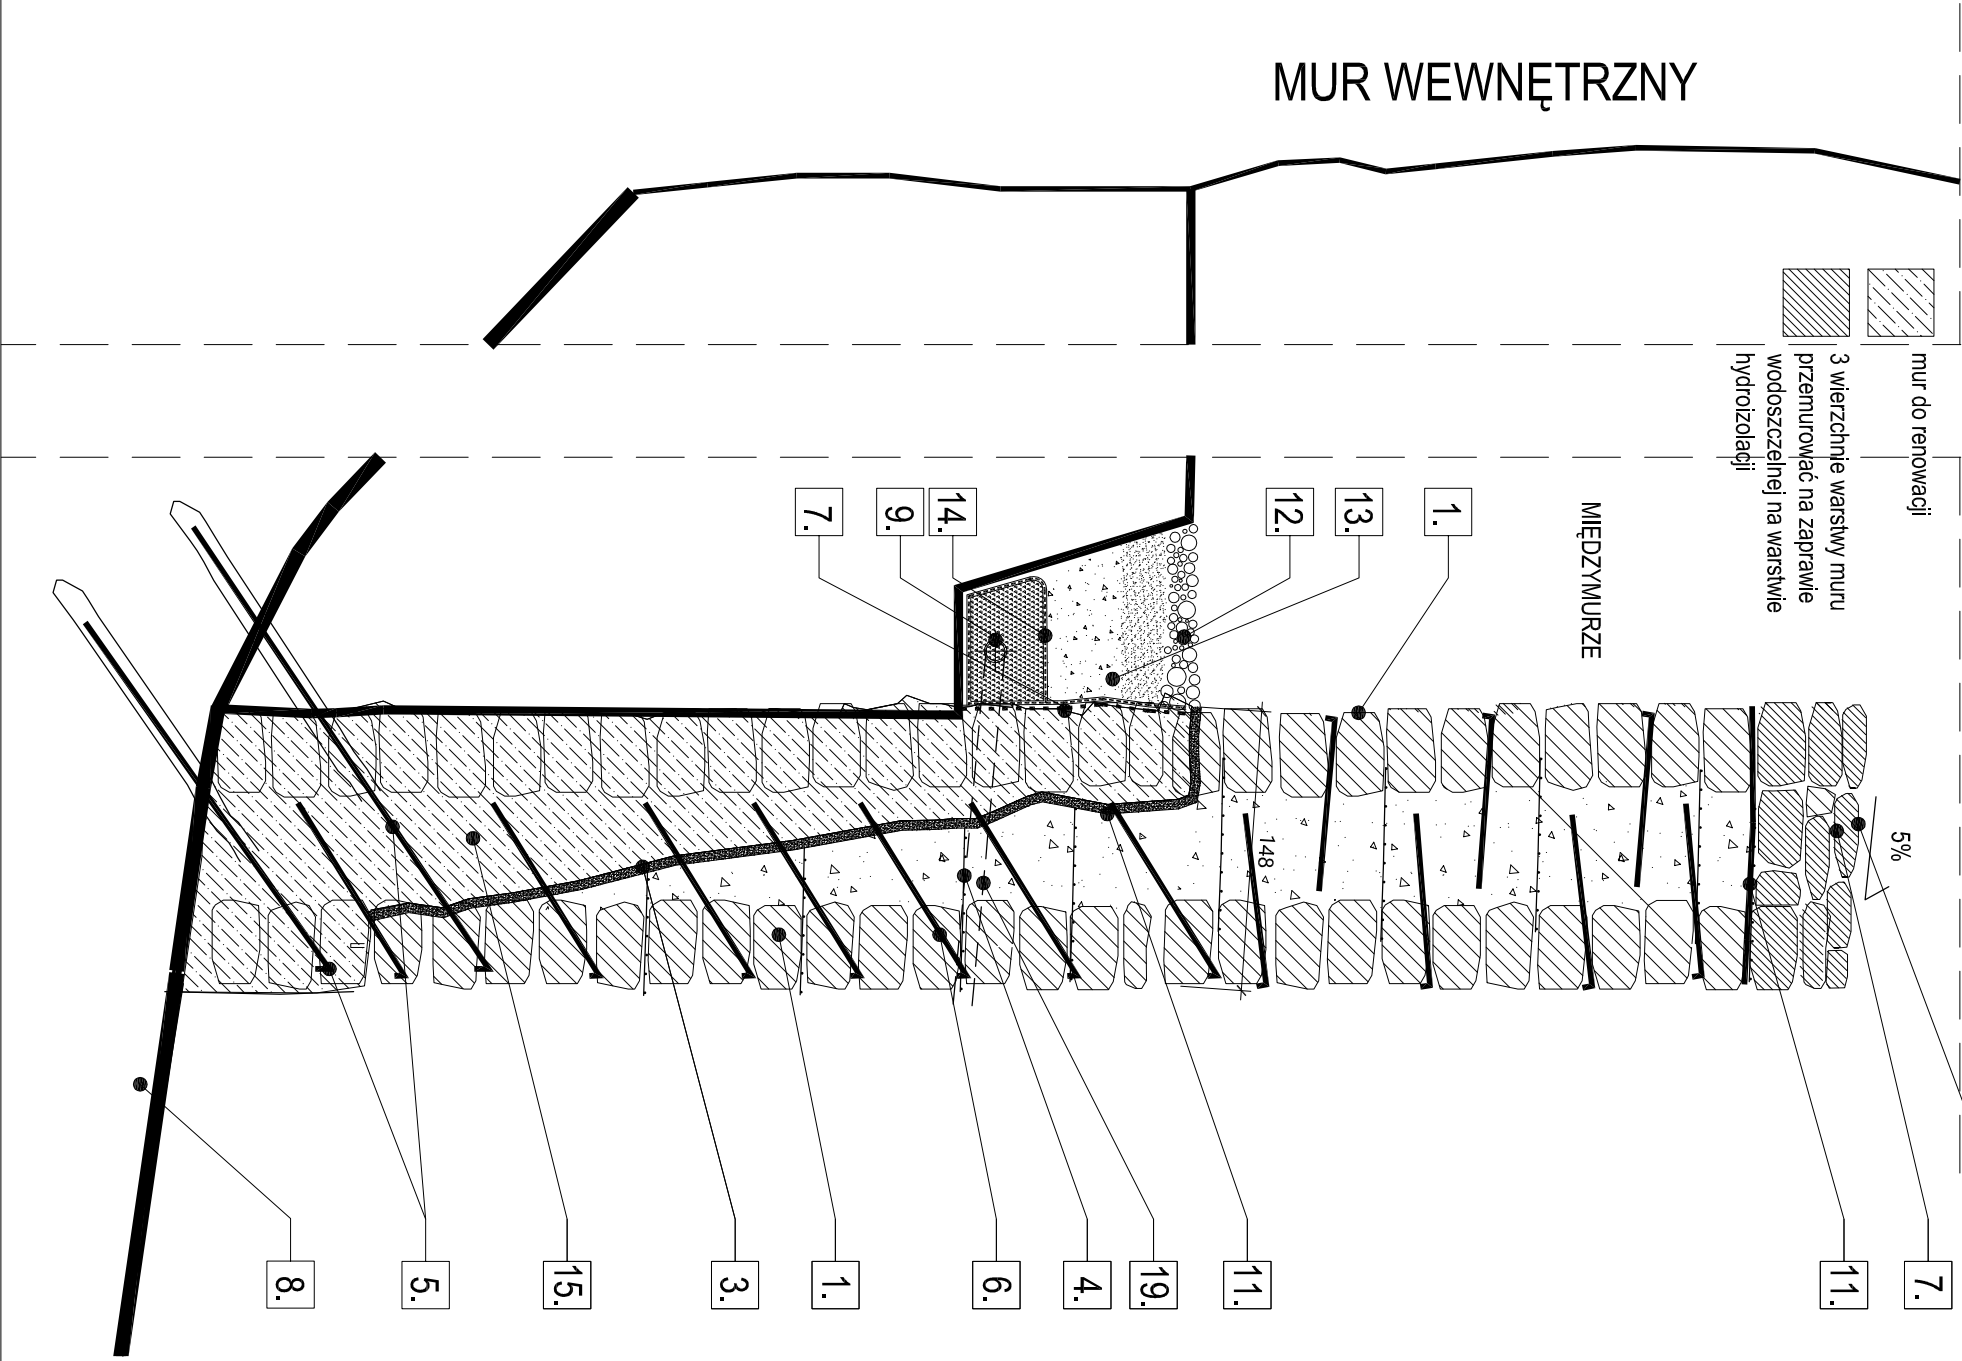 MUR WEWNĘTRZNY
mur do renowacji
3 wierzchnie warstwy muru
przemurować na zaprawie
wodoszczelnej na warstwie
hydroizolacji
MIĘDZYMURZE
7.
9.
14.
12.
13.
1.
5%
148
8.
5.
15.
3.
1.
6.
4.
19.
11.
11.
7.